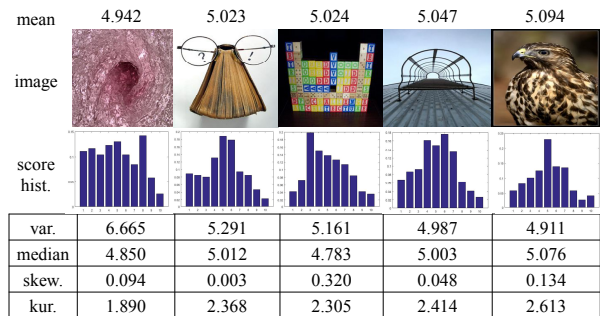 mean 4.942 5.023 5.024 5.047 5.094
image
? !
score
hist.
var. 6.665 5.291 5.161 4.987 4.911
median 4.850 5.012 4.783 5.003 5.076
skew. 0.094 0.003 0.320 0.048 0.134
kur. 1.890 2.368 2.305 2.414 2.613